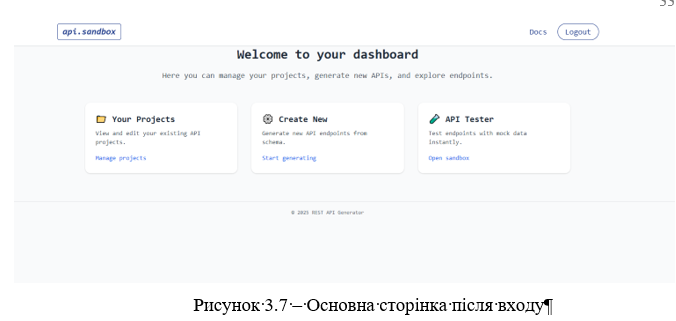 api.sandbox
Docs
Logout
Welcome to your dashboard
Here you can manage your projects, generate new APIs, and explore endpoints.
Your Projects
View and edit your existing API
projects.
Manage projects
Create New
Generate new API endpoints from
schema.
Start generating
API Tester
Test endpoints with mock data
instantly.
Open sandbox
© 2025 REST API Generator
Рисунок·3.7·–·Основна·сторінка·після·входу¶